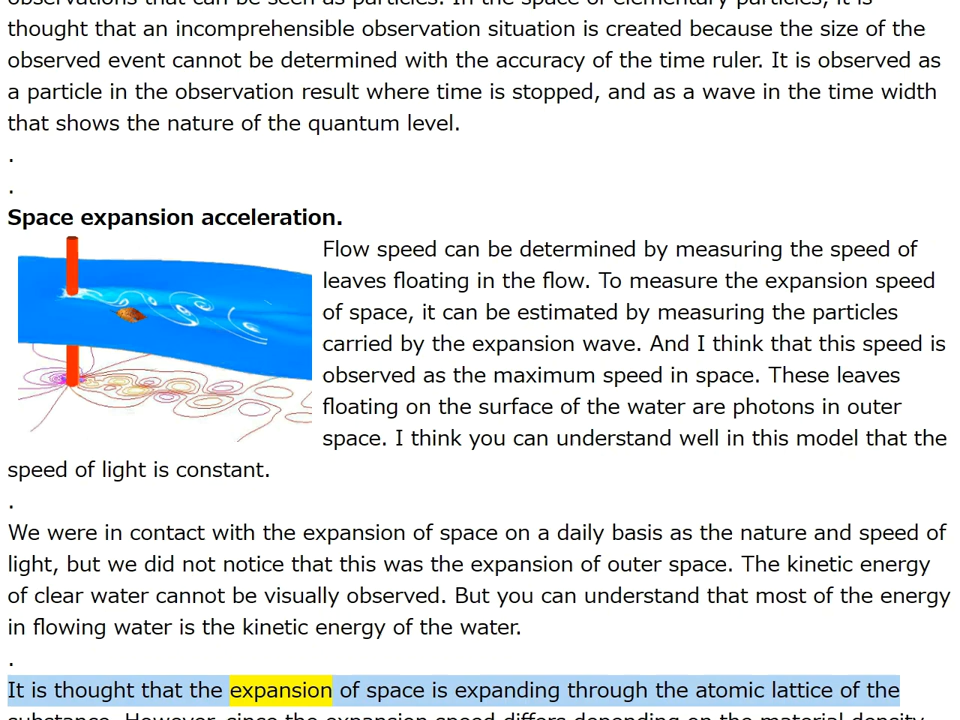 thought that an incomprehensible observation situation is created because the size of the
observed event cannot be determined with the accuracy of the time ruler. It is observed as
a particle in the observation result where time is stopped, and as a wave in the time width
that shows the nature of the quantum level.
.
.
Space expansion acceleration.
Flow speed can be determined by measuring the speed of
leaves floating in the flow. To measure the expansion speed
of space, it can be estimated by measuring the particles
carried by the expansion wave. And I think that this speed is
observed as the maximum speed in space. These leaves
floating on the surface of the water are photons in outer
space. I think you can understand well in this model that the
speed of light is constant.
.
We were in contact with the expansion of space on a daily basis as the nature and speed of
light, but we did not notice that this was the expansion of outer space. The kinetic energy
of clear water cannot be visually observed. But you can understand that most of the energy
in flowing water is the kinetic energy of the water.
.
It is thought that the expansion of space is expanding through the atomic lattice of the